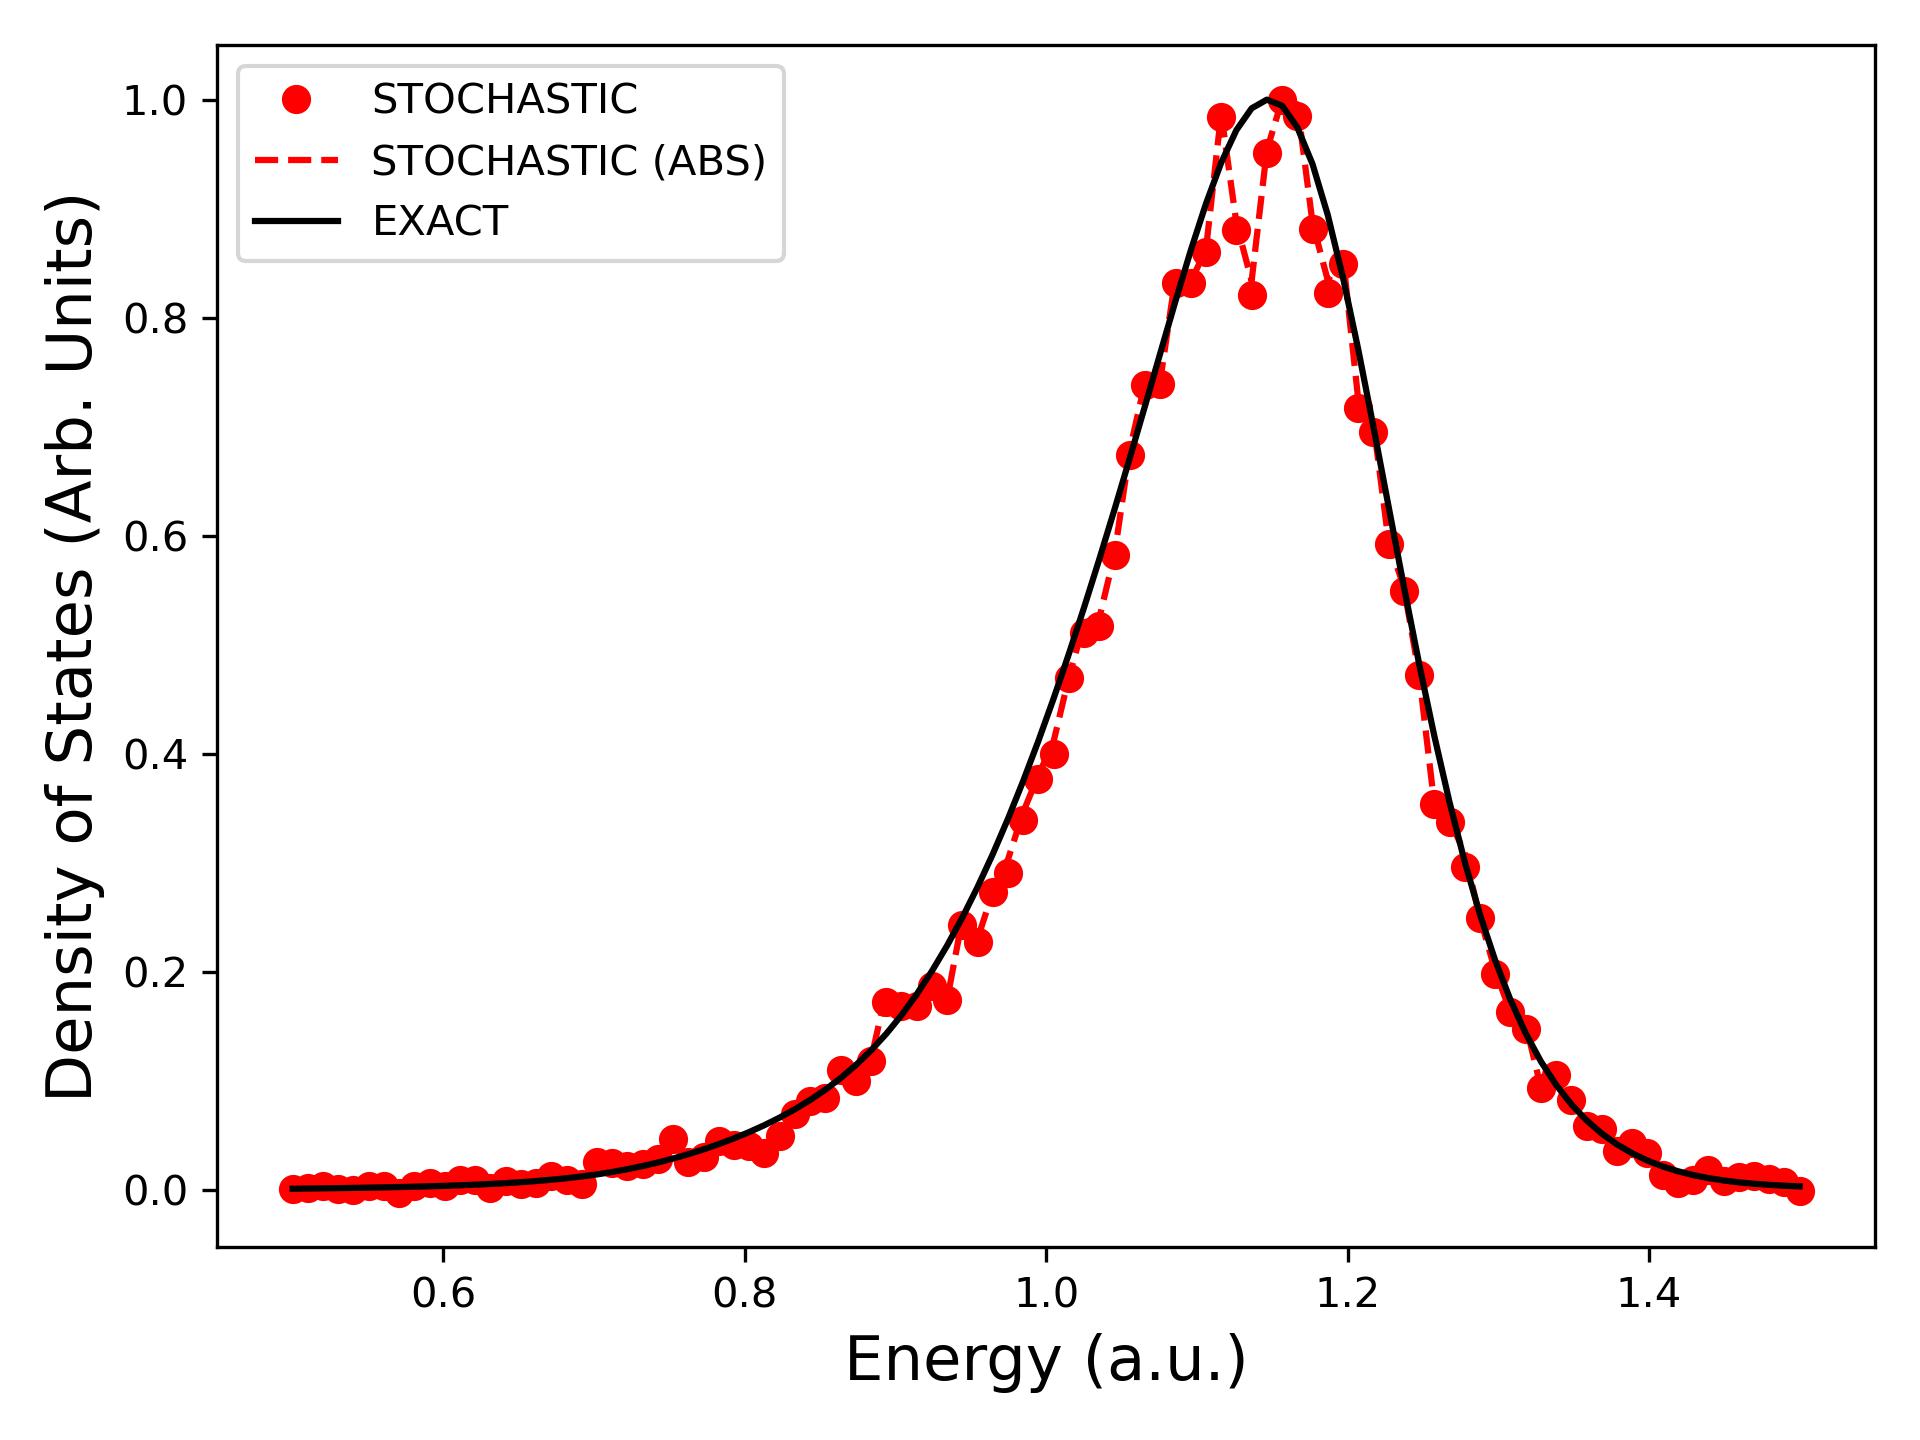 STOCHASTIC
STOCHASTIC (ABS)
EXACT
Density of States (Arb. Units)
1.0
0.8
0.6
0.4
0.2
0.0
0.6 0.8 1.0 1.2 1.4
Energy (a.u.)